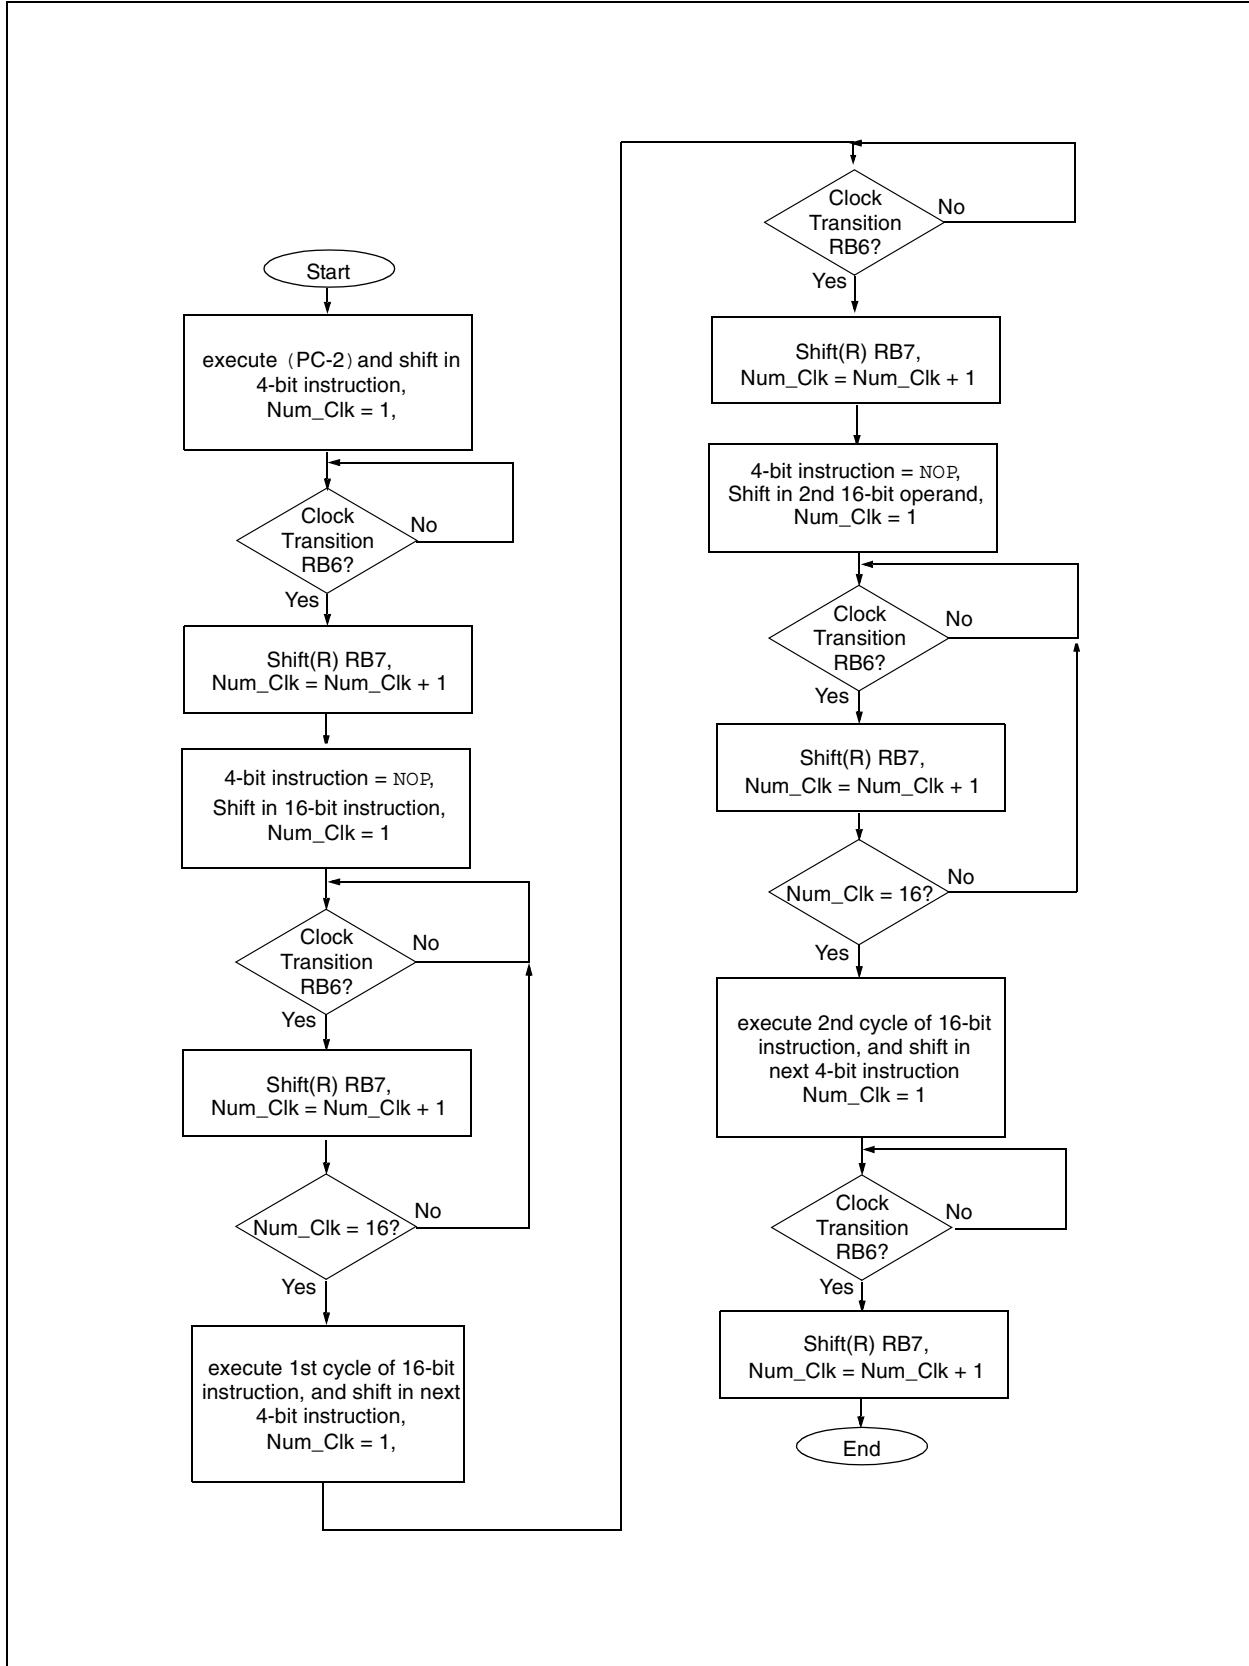 Start
execute (PC-2) and shift in
4-bit instruction,
Num_Clk = 1,
Clock
Transition
RB6?
No
Yes
Shift(R) RB7,
Num_Clk = Num_Clk + 1
4-bit instruction = NOP,
Shift in 16-bit instruction,
Num_Clk = 1
Clock
Transition
RB6?
No
Yes
Shift(R) RB7,
Num_Clk = Num_Clk + 1
Num_Clk = 16?
No
Yes
execute 1st cycle of 16-bit
instruction, and shift in next
4-bit instruction,
Num_Clk = 1,
Clock
Transition
RB6?
No
Yes
Shift(R) RB7,
Num_Clk = Num_Clk + 1
4-bit instruction = NOP,
Shift in 2nd 16-bit operand,
Num_Clk = 1
Clock
Transition
RB6?
No
Yes
Shift(R) RB7,
Num_Clk = Num_Clk + 1
Num_Clk = 16?
No
Yes
execute 2nd cycle of 16-bit
instruction, and shift in
next 4-bit instruction
Num_Clk = 1
Clock
Transition
RB6?
No
Yes
Shift(R) RB7,
Num_Clk = Num_Clk + 1
End